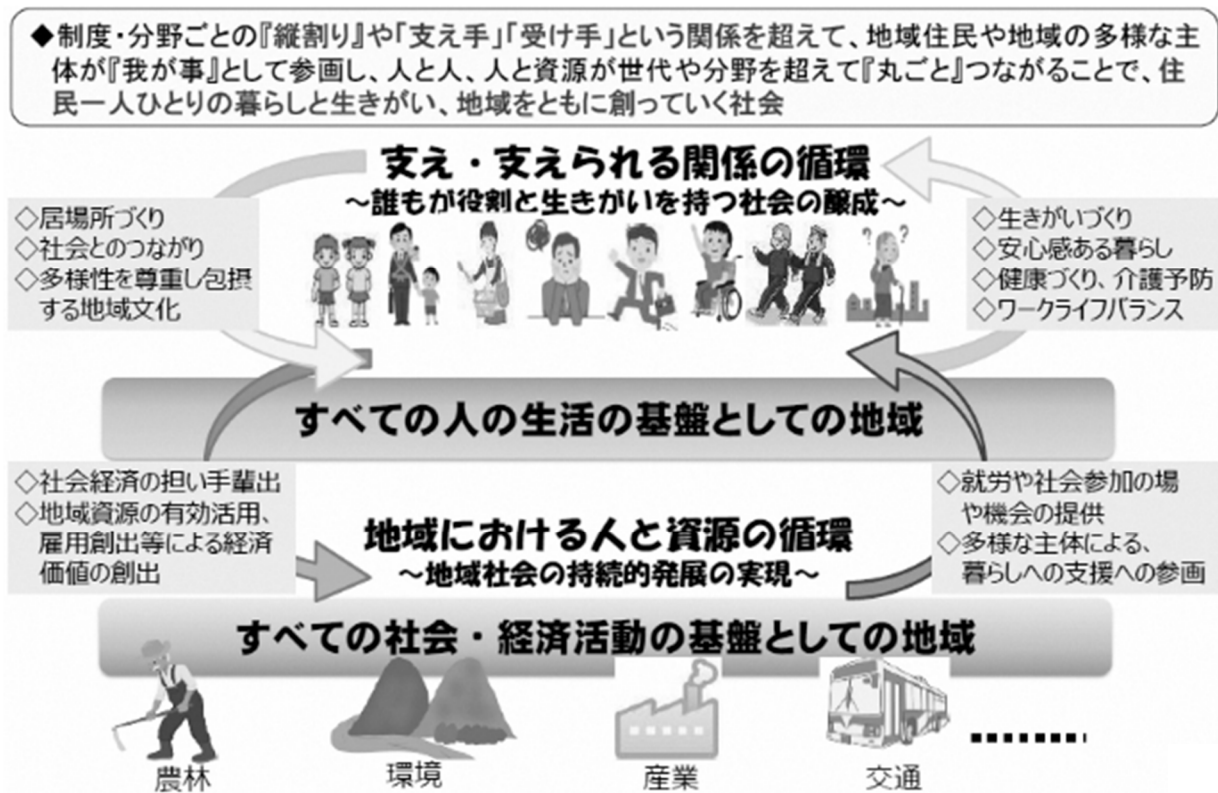 ◆制度・分野ごとの『縦割り』や「支え手」「受け手」という関係を超えて、地域住民や地域の多様な主
体が『我が事』として参画し、人と人、人と資源が世代や分野を超えて『丸ごと』つながることで、住
民一人ひとりの暮らしと生きがい、地域をともに創っていく社会
支え・支えられる関係の循環
～誰もが役割と生きがいを持つ社会の醸成～
◇居場所づくり
◇社会とのつながり
◇多様性を尊重し包摂
する地域文化
◇生きがいづくり
◇安心感ある暮らし
◇健康づくり、介護予防
◇ワークライフバランス
? ?
すべての人の生活の基盤としての地域
◇社会経済の担い手輩出
◇地域資源の有効活用、
雇用創出等による経済
価値の創出
地域における人と資源の循環
～地域社会の持続的発展の実現～
◇就労や社会参加の場
や機会の提供
◇多様な主体による、
暮らしへの支援への参画
すべての社会・経済活動の基盤としての地域
農林
環境
産業
交通